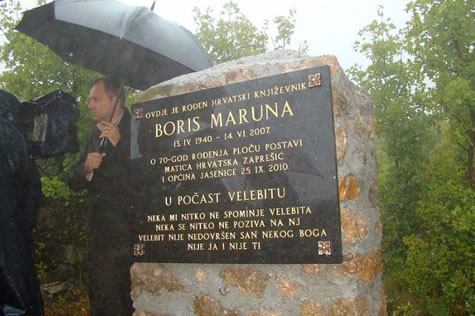 OVDJE JE ROĐEN HRVATSKI KNJIŽEVNIK
BORIS MARUNA
13. IV 1940 - 14. VI 2007
O 70-GOD. ROĐENJA PLOČU POSTAVI
MATICA HRVATSKA ZAPREŠIĆ
I OPĆINA JASENICE 25. IX. 2010
U POČAST VELEBITU
NEKA MI NITKO NE SPOMINJE VELEBITA
NEKA SE NITKO NE POZIVA NA NJ
VELEBIT NIJE NEDOVRŠEN SAN NEKOG BOGA
NIJE JA I NIJE TI